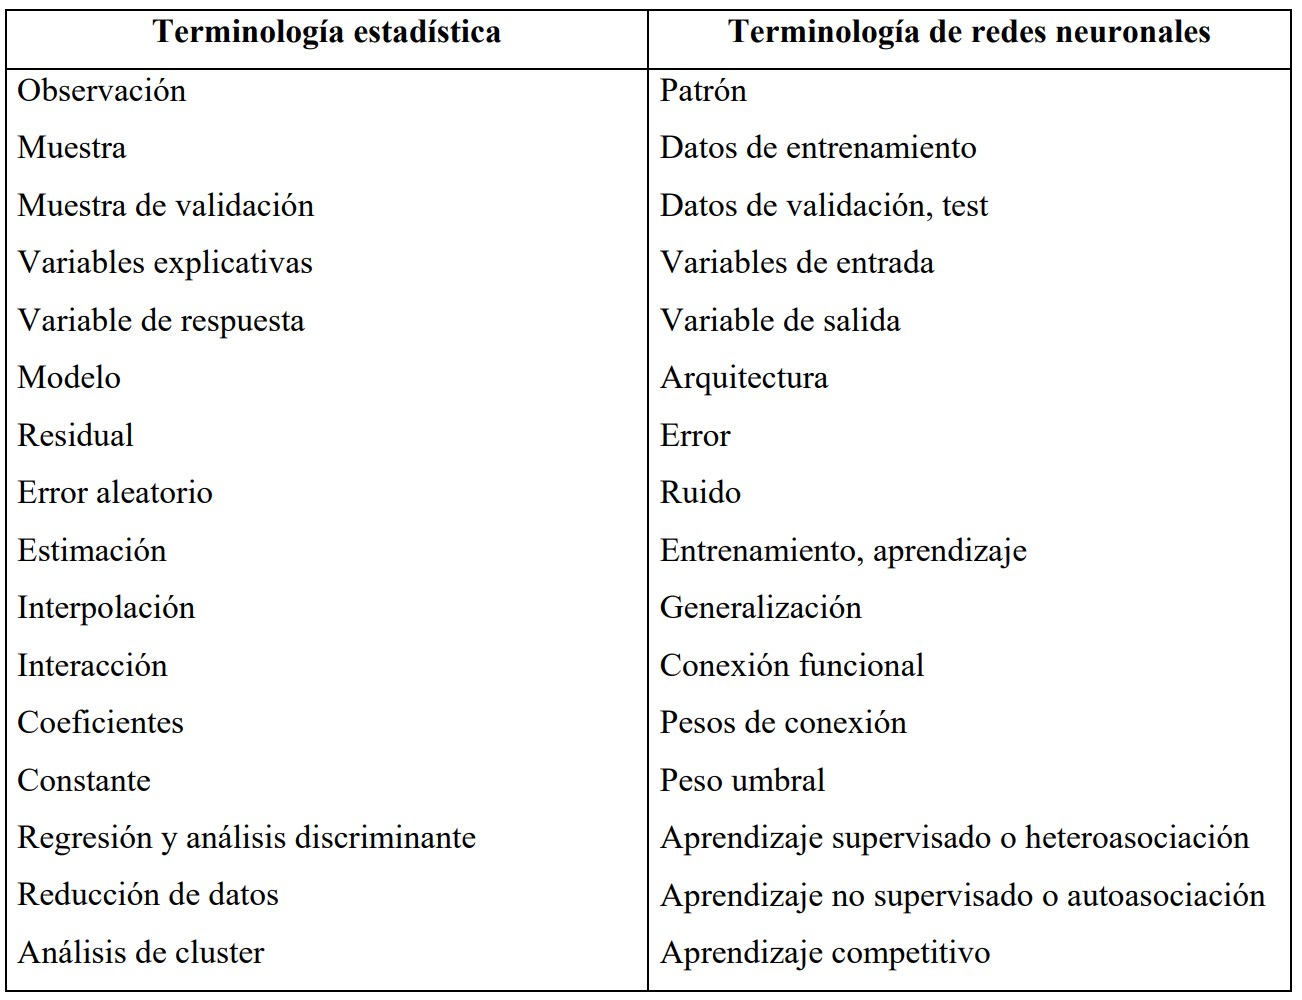 Terminología estadística Terminología de redes neuronales
Observación Patrón
Muestra Datos de entrenamiento
Muestra de validación Datos de validación, test
Variables explicativas Variables de entrada
Variable de respuesta Variable de salida
Modelo Arquitectura
Residual Error
Error aleatorio Ruido
Estimación Entrenamiento, aprendizaje
Interpolación Generalización
Interacción Conexión funcional
Coeficientes Pesos de conexión
Constante Peso umbral
Regresión y análisis discriminante Aprendizaje supervisado o heteroasociación
Reducción de datos Aprendizaje no supervisado o autoasociación
Análisis de cluster Aprendizaje competitivo